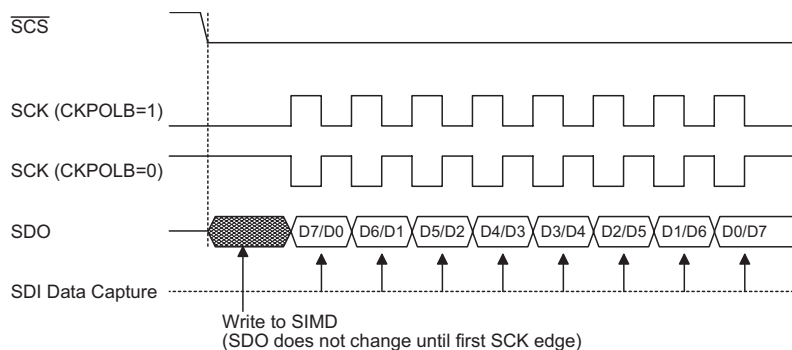 SCS
SCK (CKPOLB=1)
SCK (CKPOLB=0)
SDO D7/D0 D6/D1 D5/D2 D4/D3 D3/D4 D2/D5 D1/D6 D0/D7
SDI Data Capture
Write to SIMD
(SDO does not change until first SCK edge)